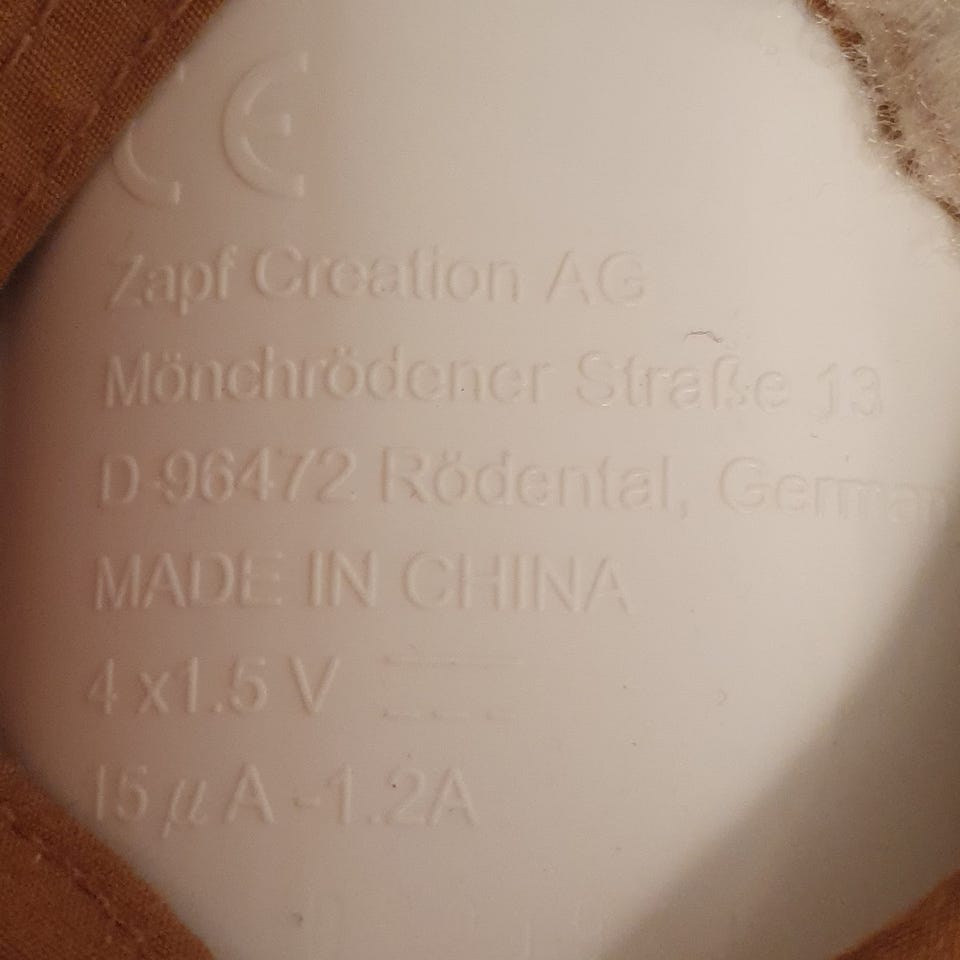 CE
Zapf Creation AG
Mönchrödener Straße 13
D-96472 Rödental,
MADE IN CHINA
4 x1.5 V
15 μA -1.2A